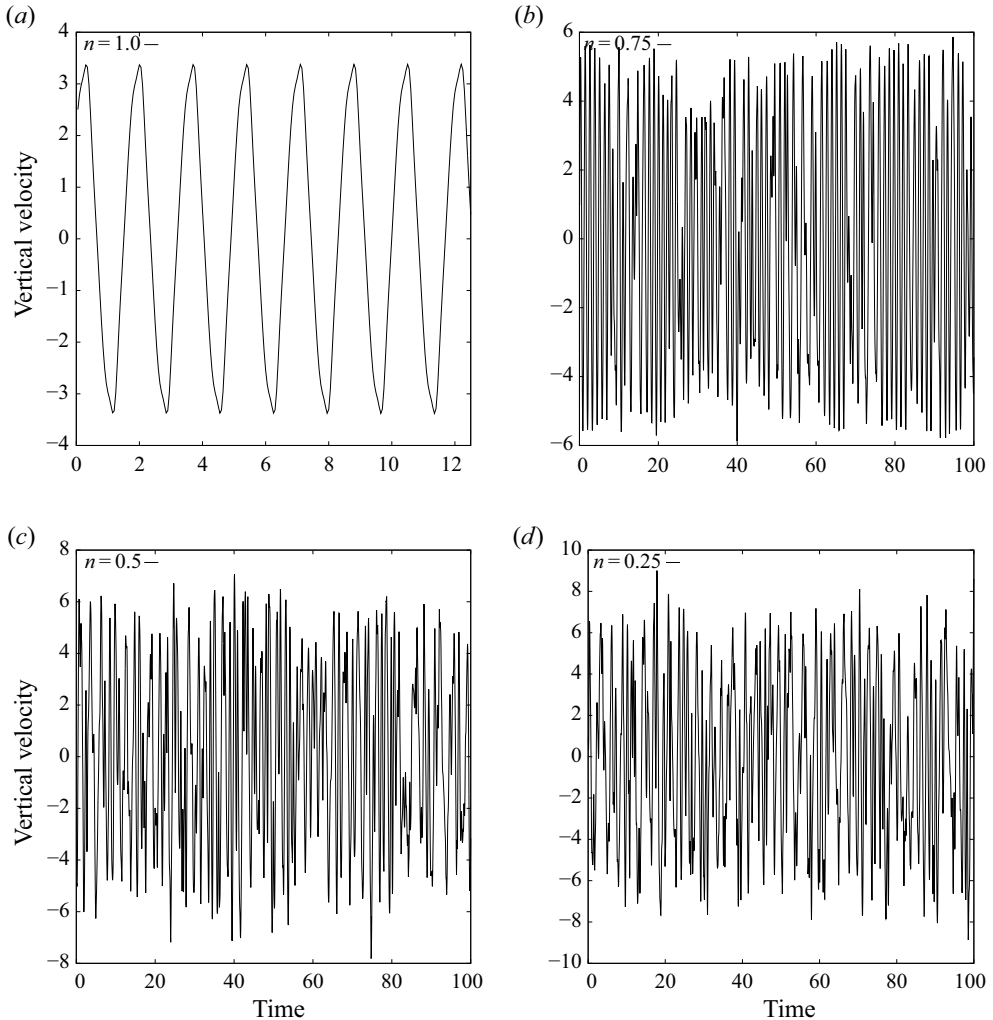 (a)
n = 1.0 –
4
3
2
1
0
−1
−2
−3
−4
Vertical velocity
0 2 4 6 8 10 12
(b)
n = 0.75 –
6
4
2
0
−2
−4
−6
0 20 40 60 80 100
(c)
n = 0.5 –
8
6
4
2
0
−2
−4
−6
−8
Vertical velocity
0 20 40 60 80 100
Time
(d)
n = 0.25 –
10
8
6
4
2
0
−2
−4
−6
−8
−10
0 20 40 60 80 100
Time